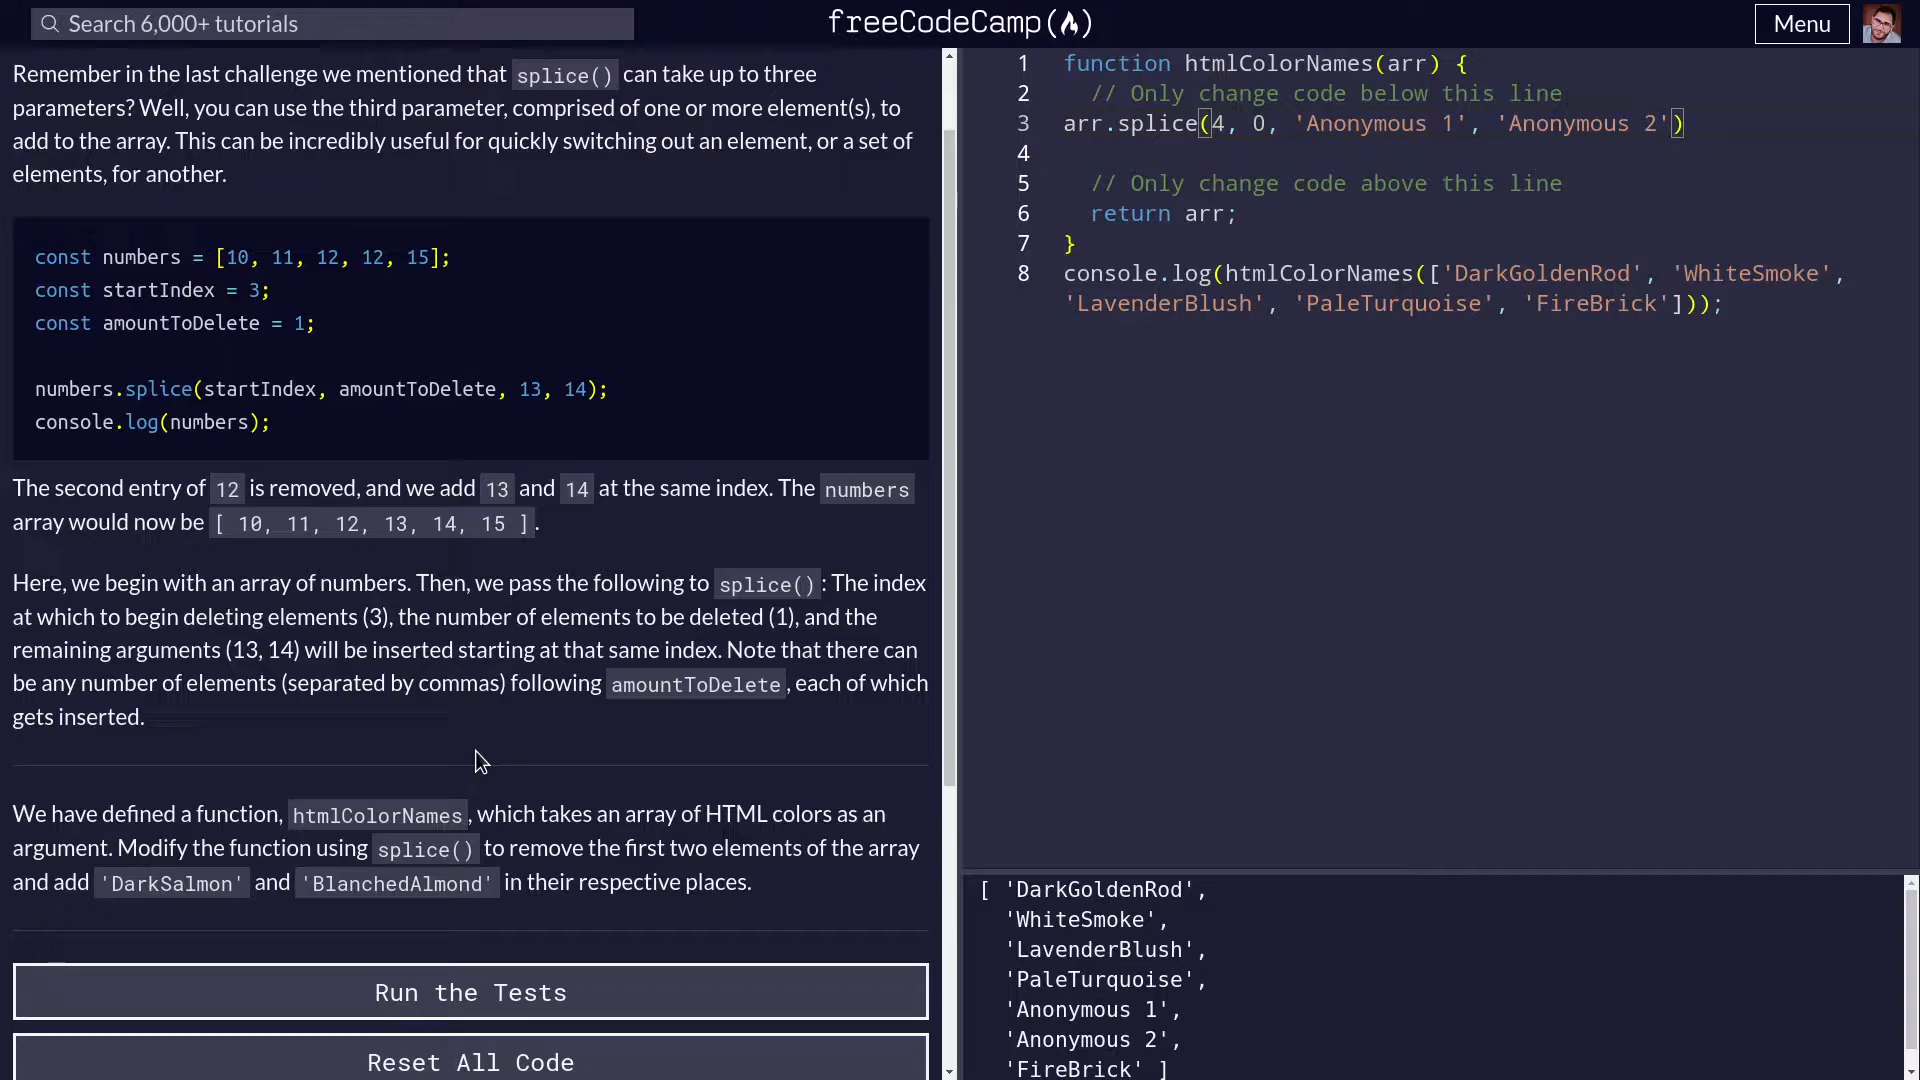 Search 6,000+ tutorials
freeCodeCamp
Menu
Remember in the last challenge we mentioned that splice() can take up to three
parameters? Well, you can use the third parameter, comprised of one or more element(s), to
add to the array. This can be incredibly useful for quickly switching out an element, or a set of
elements, for another.
const numbers = [10, 11, 12, 12, 15];
const startIndex = 3;
const amountToDelete = 1;
numbers.splice(startIndex, amountToDelete, 13, 14);
console.log(numbers);
The second entry of 12 is removed, and we add 13 and 14 at the same index. The numbers
array would now be [ 10, 11, 12, 13, 14, 15 ].
Here, we begin with an array of numbers. Then, we pass the following to splice(): The index
at which to begin deleting elements (3), the number of elements to be deleted (1), and the
remaining arguments (13, 14) will be inserted starting at that same index. Note that there can
be any number of elements (separated by commas) following amountToDelete, each of which
gets inserted.
We have defined a function, htmlColorNames, which takes an array of HTML colors as an
argument. Modify the function using splice() to remove the first two elements of the array
and add 'DarkSalmon' and 'BlanchedAlmond' in their respective places.
Run the Tests
Reset All Code
1 function htmlColorNames(arr) {
2 // Only change code below this line
3 arr.splice(4, 0, 'Anonymous 1', 'Anonymous 2')
4
5 // Only change code above this line
6 return arr;
7 }
8 console.log(htmlColorNames(['DarkGoldenRod', 'WhiteSmoke',
'LavenderBlush', 'PaleTurquoise', 'FireBrick']));
[ 'DarkGoldenRod',
'WhiteSmoke',
'LavenderBlush',
'PaleTurquoise',
'Anonymous 1',
'Anonymous 2',
'FireBrick' ]